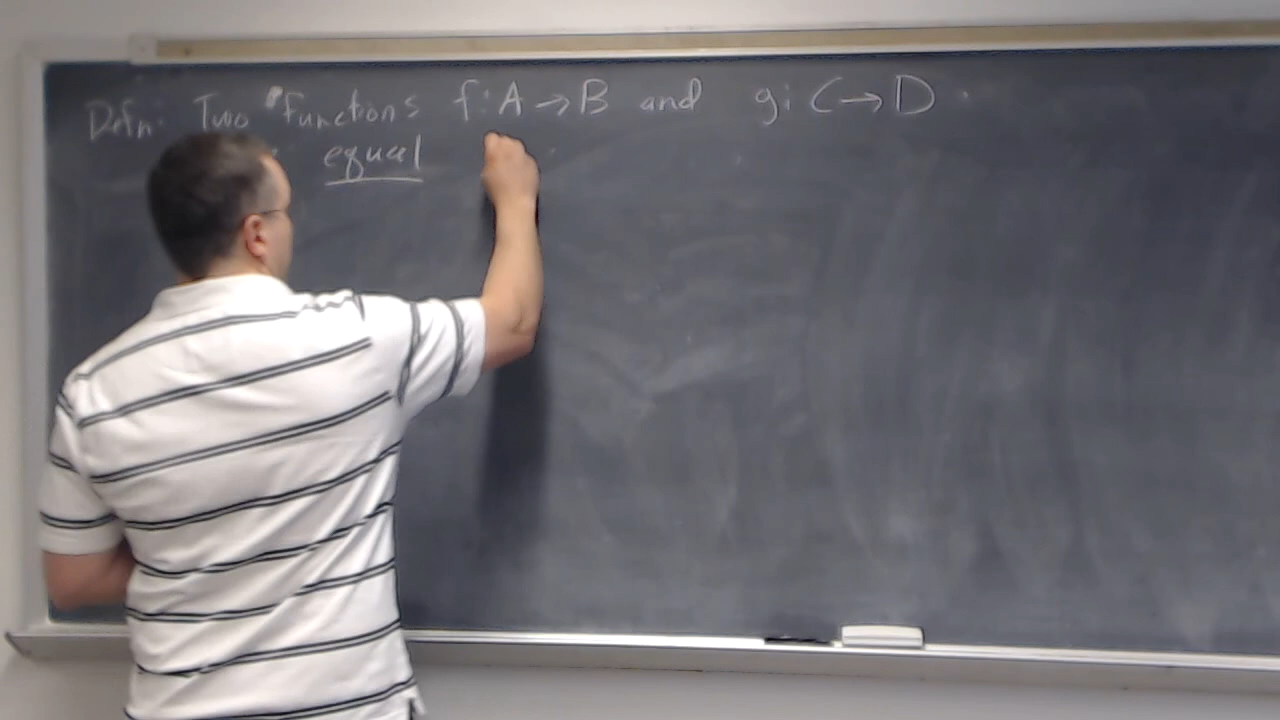 Defn: Two functions f: A → B and g: C → D
equal